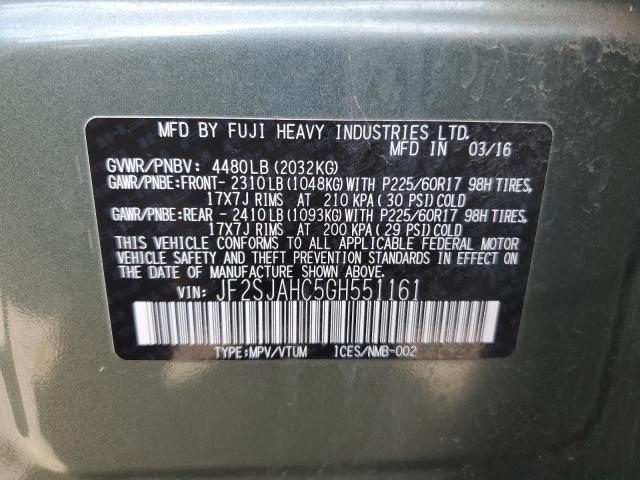 MFD BY FUJI HEAVY INDUSTRIES LTD.
MFD IN 03/16
GVWR/PNBV: 4480LB(2032KG)
GAWR/PNBE:FRONT- 2310LB(1048KG)WITH P225/60R17 98H TIRES,
17X7J RIMS AT 210 KPA( 30 PSI)COLD
GAWR/PNBE:REAR - 2410LB(1093KG)WITH P225/60R17 98H TIRES,
17X7J RIMS AT 200 KPA( 29 PSI)COLD
THIS VEHICLE CONFORMS TO ALL APPLICABLE FEDERAL MOTOR
VEHICLE SAFETY AND THEFT PREVENTION STANDARDS IN EFFECT
ON THE DATE OF MANUFACTURE SHOWN ABOVE.
VIN: JF2SJAHC5GH551161
TYPE:MPV/VTUM ICES/NMB-002